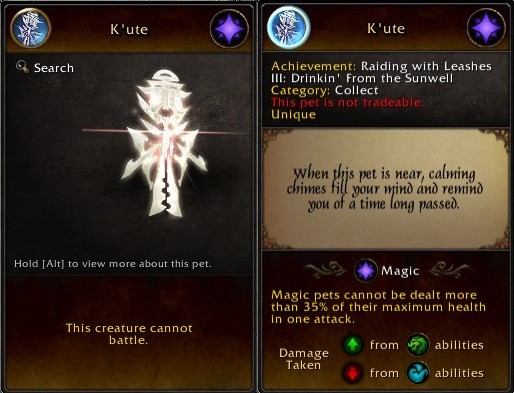 K'ute
Search
Hold [Alt] to view more about this pet.
This creature cannot
battle.
K'ute
Achievement: Raiding with Leashes
III: Drinkin' From the Sunwell
Category: Collect
This pet is not tradeable.
Unique
When this pet is near, calming
chimes fill your mind and remind
you of a time long passed.
Magic
Magic pets cannot be dealt more
than 35% of their maximum health
in one attack.
Damage
Taken
from abilities
from abilities